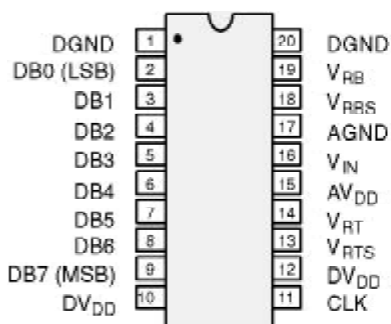 DGND 1 20 DGND
DB0 (LSB) 2 19 VRB
DB1 3 18 VRBS
DB2 4 17 AGND
DB3 5 16 VIN
DB4 6 15 AVDD
DB5 7 14 VRT
DB6 8 13 VRTS
DB7 (MSB) 9 12 DVDD
DVDD 10 11 CLK